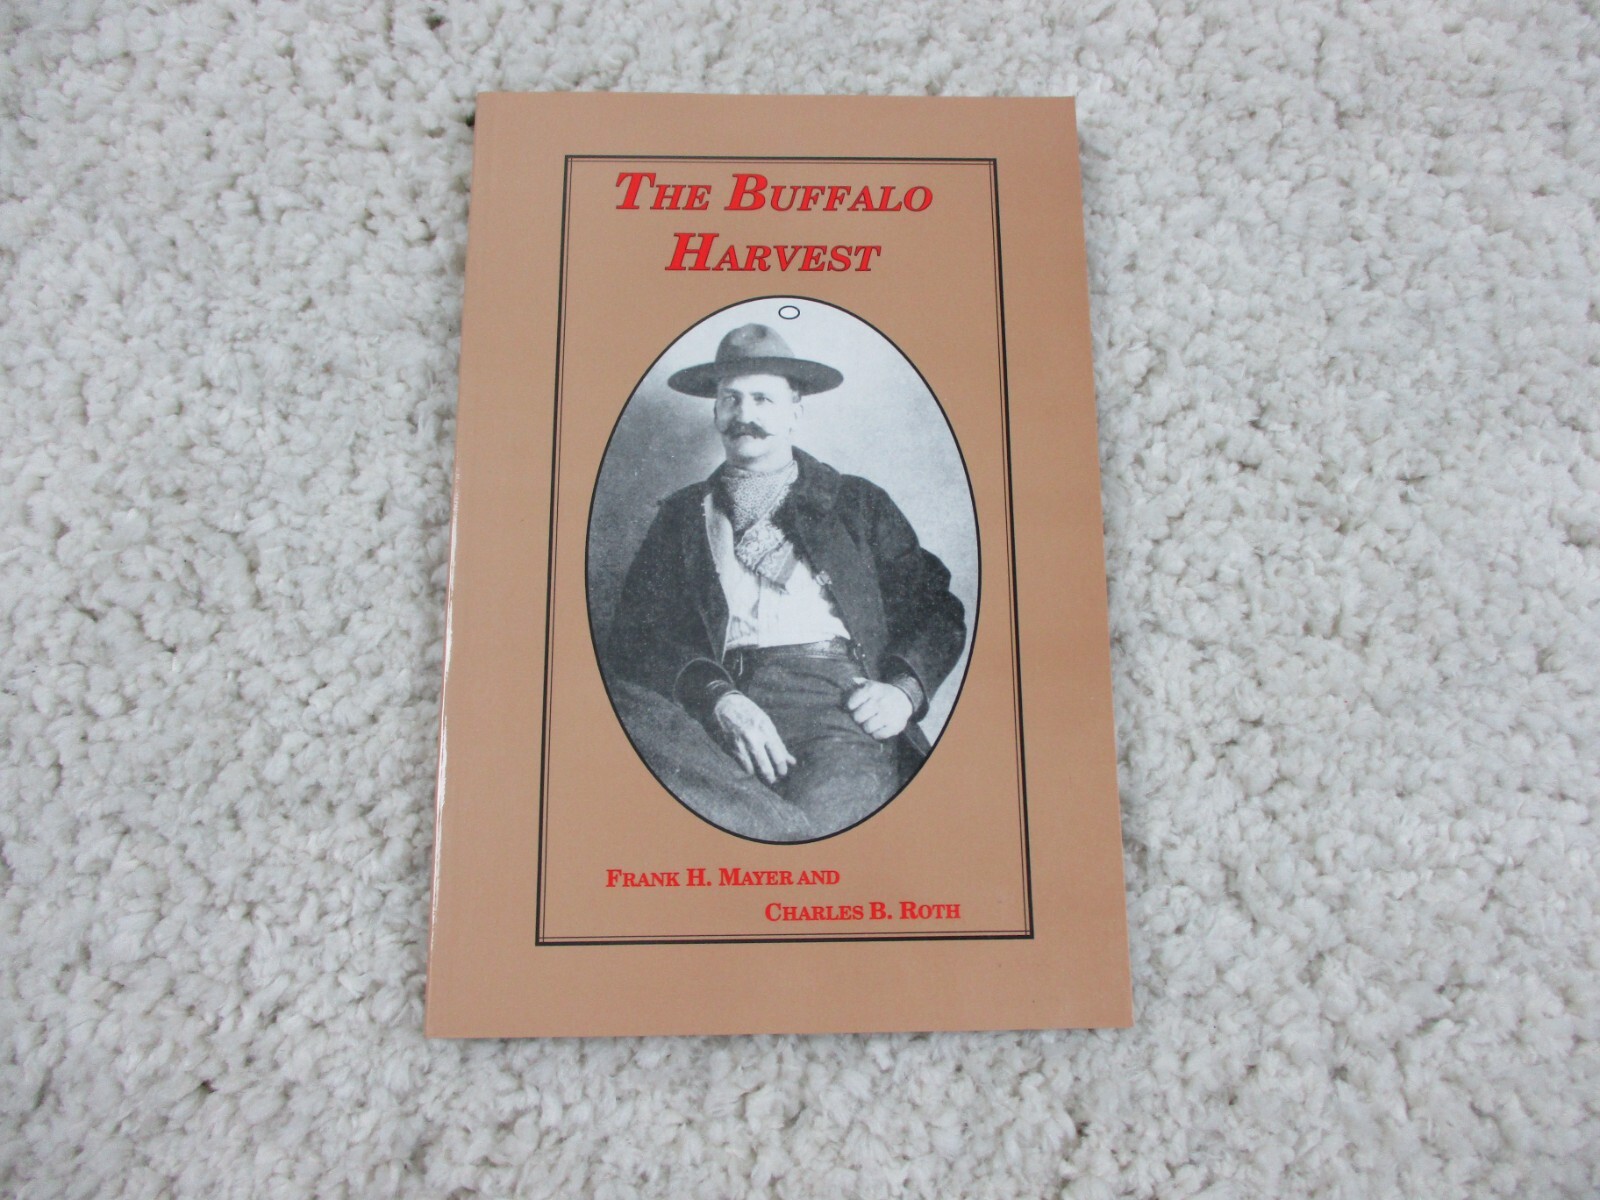 THE BUFFALO
HARVEST
FRANK H. MAYER AND
CHARLES B. ROTH